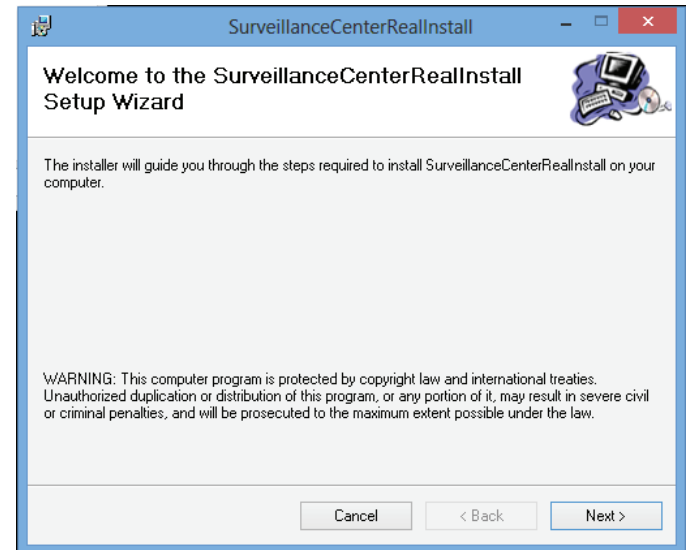 SurveillanceCenterRealInstall
Welcome to the SurveillanceCenterRealInstall
Setup Wizard
The installer will guide you through the steps required to install SurveillanceCenterRealInstall on your
computer.
WARNING: This computer program is protected by copyright law and international treaties.
Unauthorized duplication or distribution of this program, or any portion of it, may result in severe civil
or criminal penalties, and will be prosecuted to the maximum extent possible under the law.
Cancel
< Back
Next >